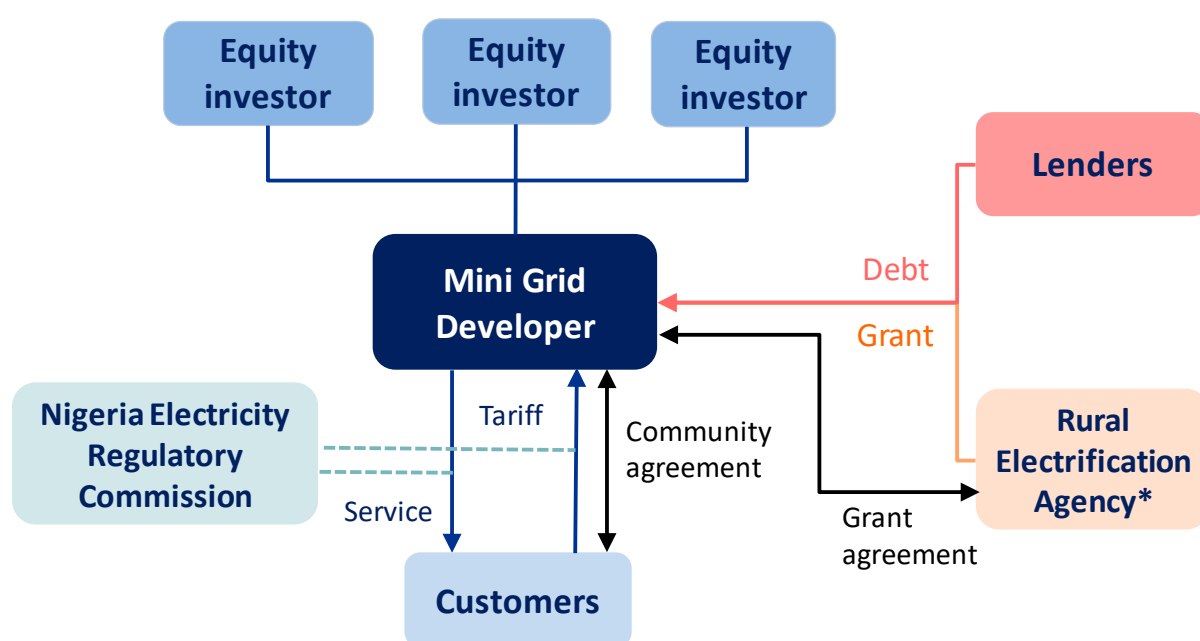 Equity
investor
Equity
investor
Equity
investor
Lenders
Mini Grid
Developer
Debt
Grant
Nigeria Electricity
Regulatory
Commission
Tariff
Service
Community
agreement
Rural
Electrification
Agency*
Grant
agreement
Customers